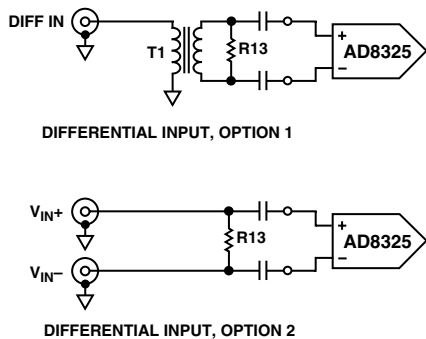 DIFF IN
T1
R13
+
–
AD8325
DIFFERENTIAL INPUT, OPTION 1
VIN+
R13
+
–
AD8325
VIN–
DIFFERENTIAL INPUT, OPTION 2